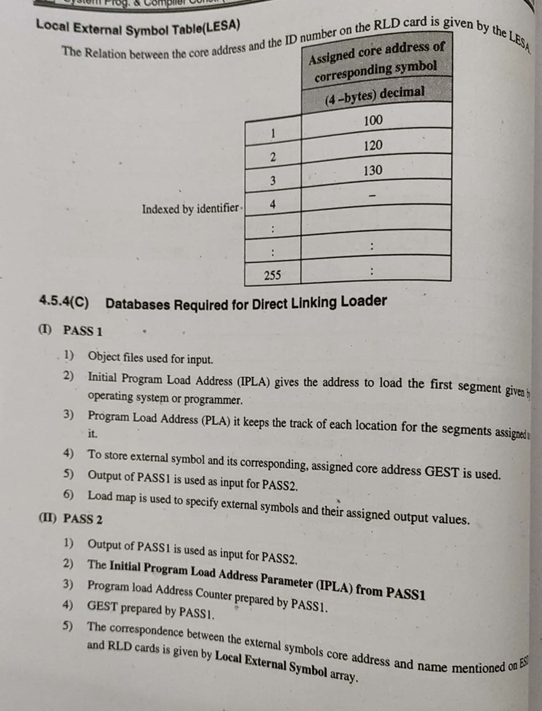 System Prog. & Compiler
Local External Symbol Table(LESA)
The Relation between the core address and the ID number on the RLD card is given by the LESA
Assigned core address of
corresponding symbol
(4 –bytes) decimal
1 100
2 120
3 130
Indexed by identifier 4 –
:
: :
255 :
4.5.4(C) Databases Required for Direct Linking Loader
(I) PASS 1
1) Object files used for input.
2) Initial Program Load Address (IPLA) gives the address to load the first segment given
operating system or programmer.
3) Program Load Address (PLA) it keeps the track of each location for the segments assigned
it.
4) To store external symbol and its corresponding, assigned core address GEST is used.
5) Output of PASS1 is used as input for PASS2.
6) Load map is used to specify external symbols and their assigned output values.
(II) PASS 2
1) Output of PASS1 is used as input for PASS2.
2) The Initial Program Load Address Parameter (IPLA) from PASS1
3) Program load Address Counter prepared by PASS1.
4) GEST prepared by PASS1.
5) The correspondence between the external symbols core address and name mentioned on
and RLD cards is given by Local External Symbol array.